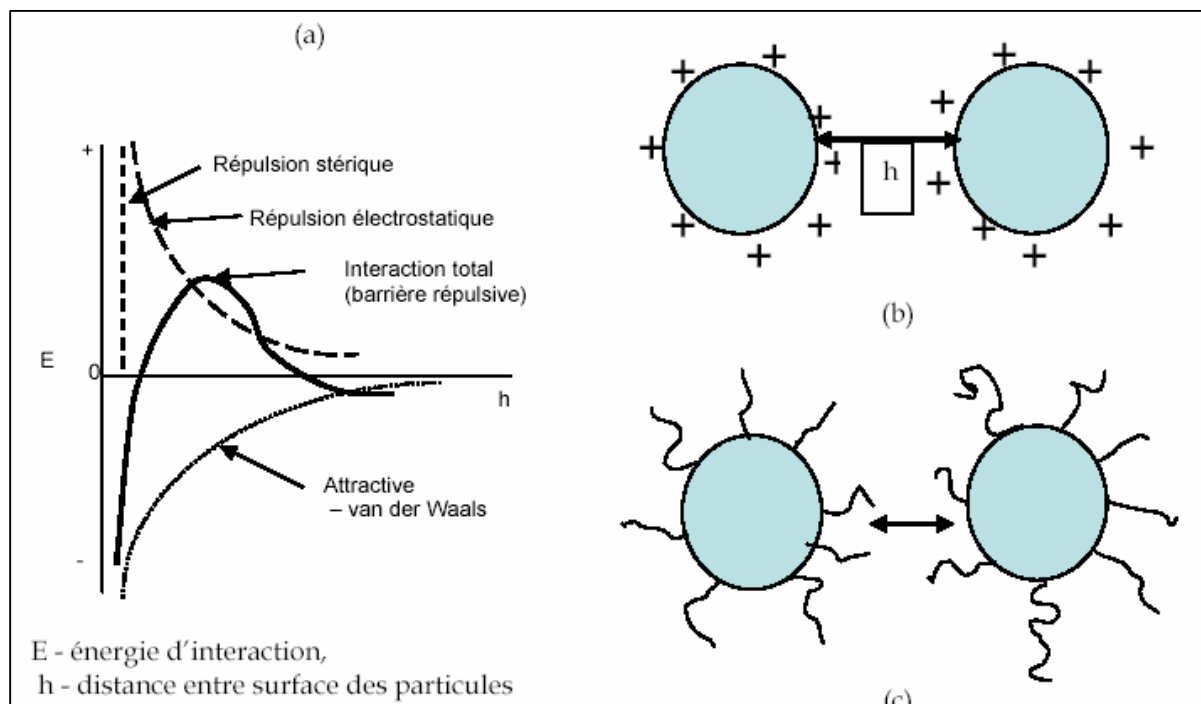 (a)
+
Répulsion stérique
Répulsion électrostatique
Interaction total
(barrière répulsive)
E
0
h
Attractive
– van der Waals
-
E - énergie d'interaction,
h - distance entre surface des particules
+ + + + + + + + + + + + + + + +
h
(b)
(c)